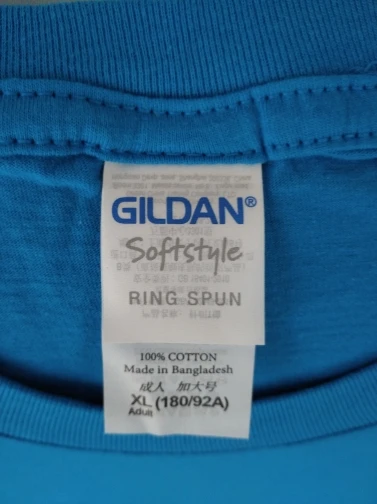 GILDAN®
Softstyle
RING SPUN
100% COTTON
Made in Bangladesh
成人 加大号
XL (180/92A)
Adult